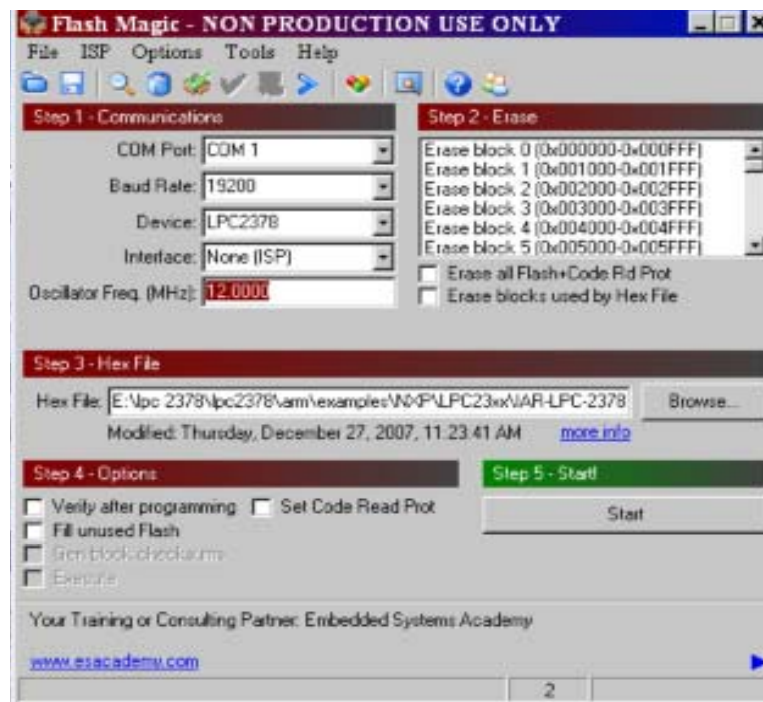 Flash Magic - NON PRODUCTION USE ONLY
File ISP Options Tools Help
Step 1 - Communications
COM Port: COM 1
Baud Rate: 19200
Device: LPC2378
Interface: None (ISP)
Oscillator Freq. (MHz): 12.0000
Step 2 - Erase
Erase block 0 (0x000000-0x000FFF)
Erase block 1 (0x001000-0x001FFF)
Erase block 2 (0x002000-0x002FFF)
Erase block 3 (0x003000-0x003FFF)
Erase block 4 (0x004000-0x004FFF)
Erase block 5 (0x005000-0x005FFF)
Erase all Flash+Code Rd Prot
Erase blocks used by Hex File
Step 3 - Hex File
Hex File: E:\lpc 2378\lpc2378\arm\examples\NXP\LPC23xx\IAR-LPC-2378 Browse...
Modified: Thursday, December 27, 2007, 11:23:41 AM more info
Step 4 - Options
Verify after programming Set Code Read Prot
Fill unused Flash
Gen block checksums
Execute
Step 5 - Start!
Start
Your Training or Consulting Partner: Embedded Systems Academy
www.esacademy.com
2